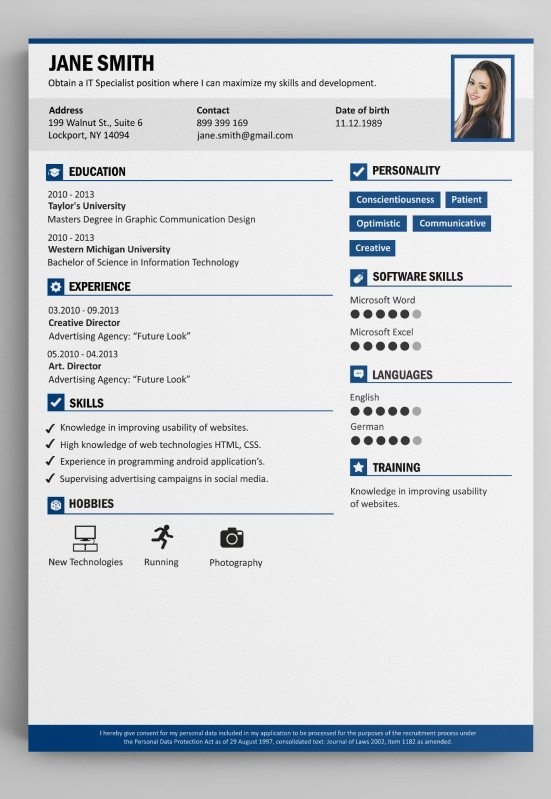 JANE SMITH
Obtain a IT Specialist position where I can maximize my skills and development.
Address
199 Walnut St., Suite 6
Lockport, NY 14094
Contact
899 399 169
jane.smith@gmail.com
Date of birth
11.12.1989
EDUCATION
2010 - 2013
Taylor's University
Masters Degree in Graphic Communication Design
2010 - 2013
Western Michigan University
Bachelor of Science in Information Technology
EXPERIENCE
03.2010 - 09.2013
Creative Director
Advertising Agency: “Future Look”
05.2010 - 04.2013
Art. Director
Advertising Agency: “Future Look”
SKILLS
Knowledge in improving usability of websites.
High knowledge of web technologies HTML, CSS.
Experience in programming android application's.
Supervising advertising campaigns in social media.
HOBBIES
New Technologies
Running
Photography
PERSONALITY
Conscientiousness Patient
Optimistic Communicative
Creative
SOFTWARE SKILLS
Microsoft Word
Microsoft Excel
LANGUAGES
English
German
TRAINING
Knowledge in improving usability
of websites.
I hereby give consent for my personal data included in my application to be processed for the purposes of the recruitment process under
the Personal Data Protection Act as of 29 August 1997, consolidated text: Journal of Laws 2002, item 1182 as amended.